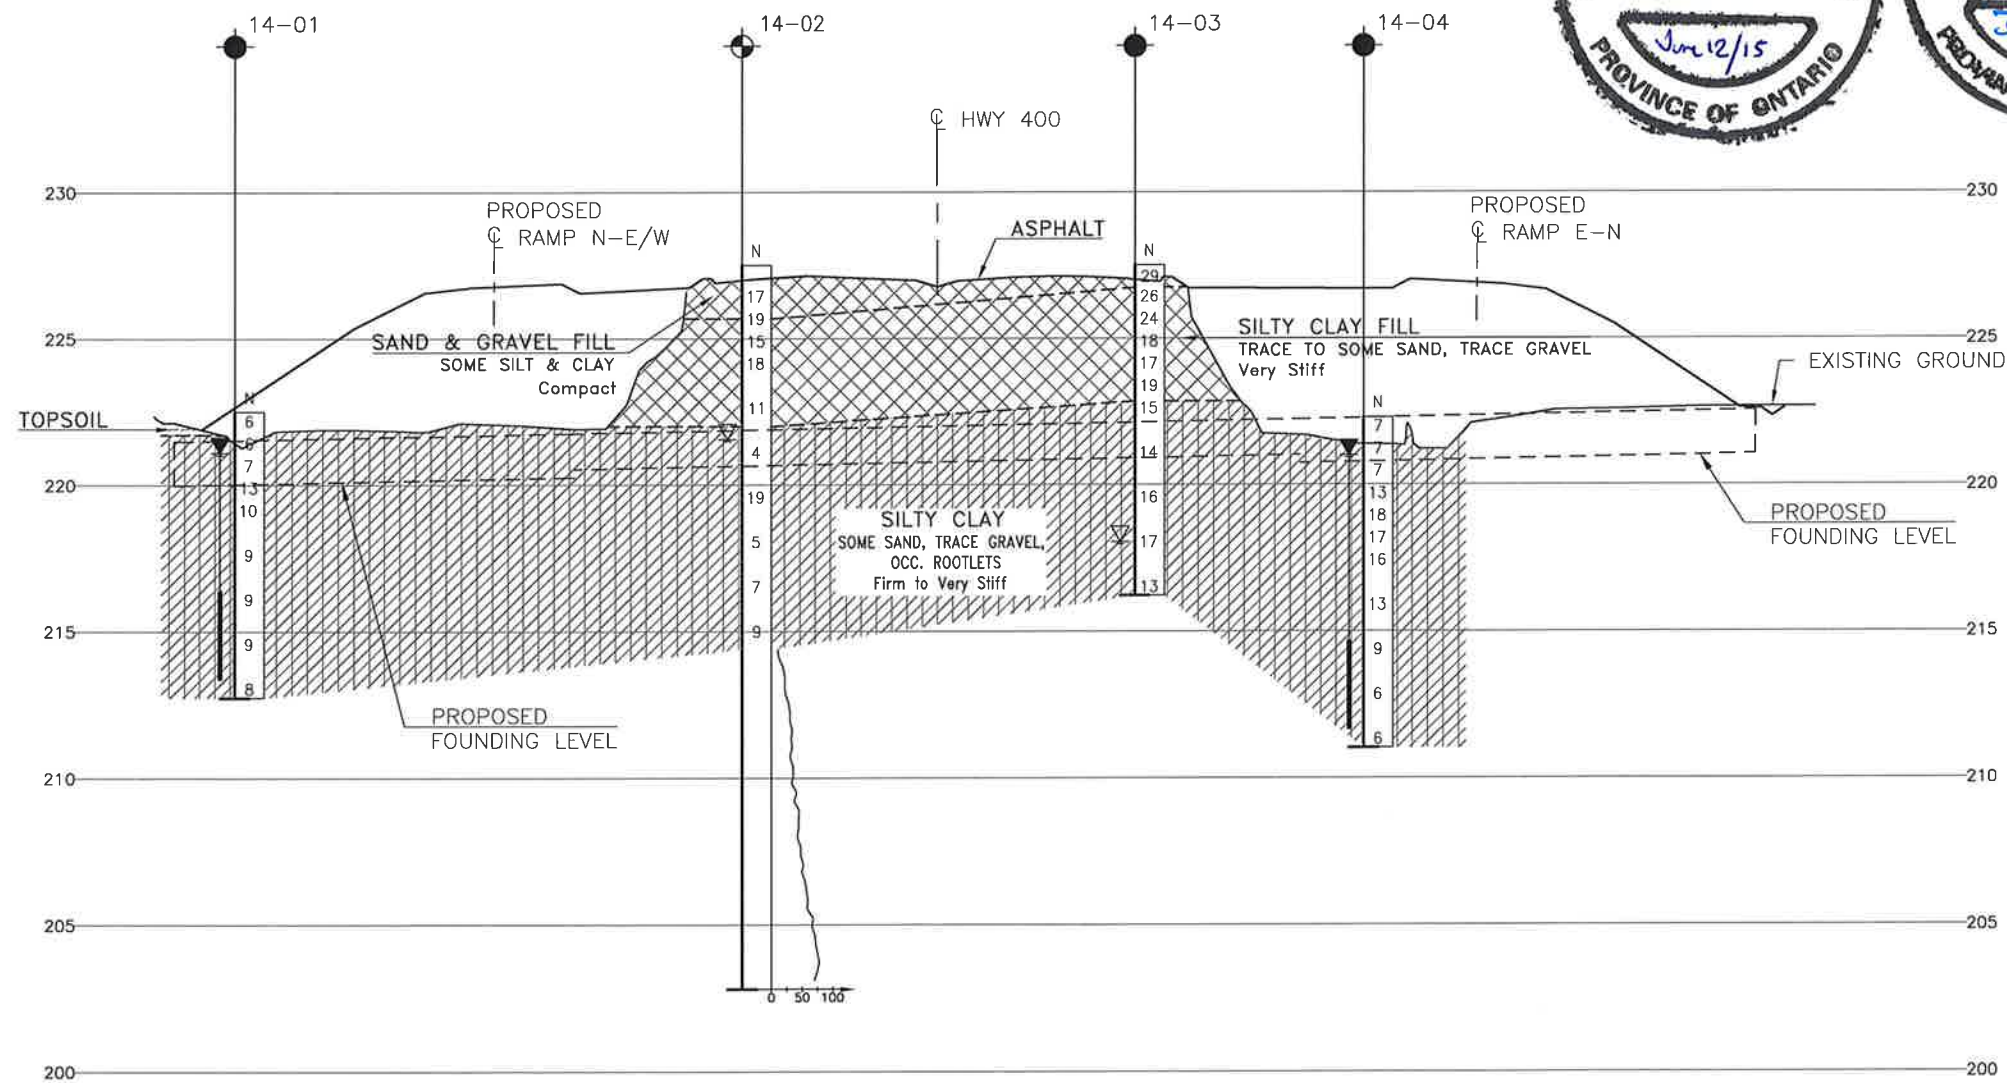 14-01
14-02
14-03
14-04
June 12/15
PROVINCE OF ONTARIO
℄ HWY 400
230
230
PROPOSED
℄ RAMP N-E/W
ASPHALT
PROPOSED
℄ RAMP E-N
N
17
19
15
18
11
4
19
5
7
9
N
29
26
24
18
17
19
15
14
16
17
13
225
225
SAND & GRAVEL FILL
SOME SILT & CLAY
Compact
SILTY CLAY FILL
TRACE TO SOME SAND, TRACE GRAVEL
Very Stiff
EXISTING GROUND
TOPSOIL
N
6
6
7
13
10
9
9
9
8
N
7
7
7
13
18
17
16
13
9
6
6
220
220
SILTY CLAY
SOME SAND, TRACE GRAVEL,
OCC. ROOTLETS
Firm to Very Stiff
PROPOSED
FOUNDING LEVEL
215
215
PROPOSED
FOUNDING LEVEL
210
210
205
205
0 50 100
200
200